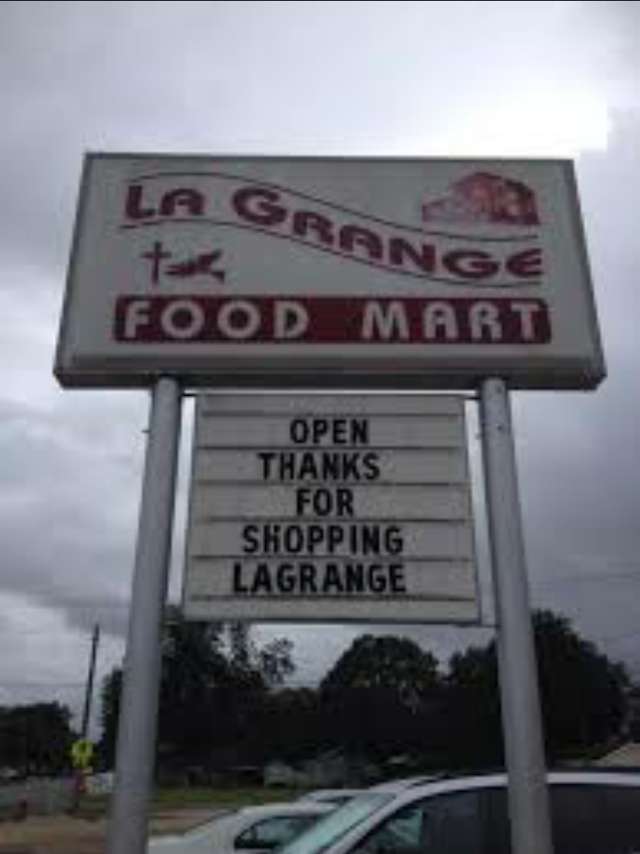 LA GRANGE
FOOD MART
OPEN
THANKS
FOR
SHOPPING
LAGRANGE